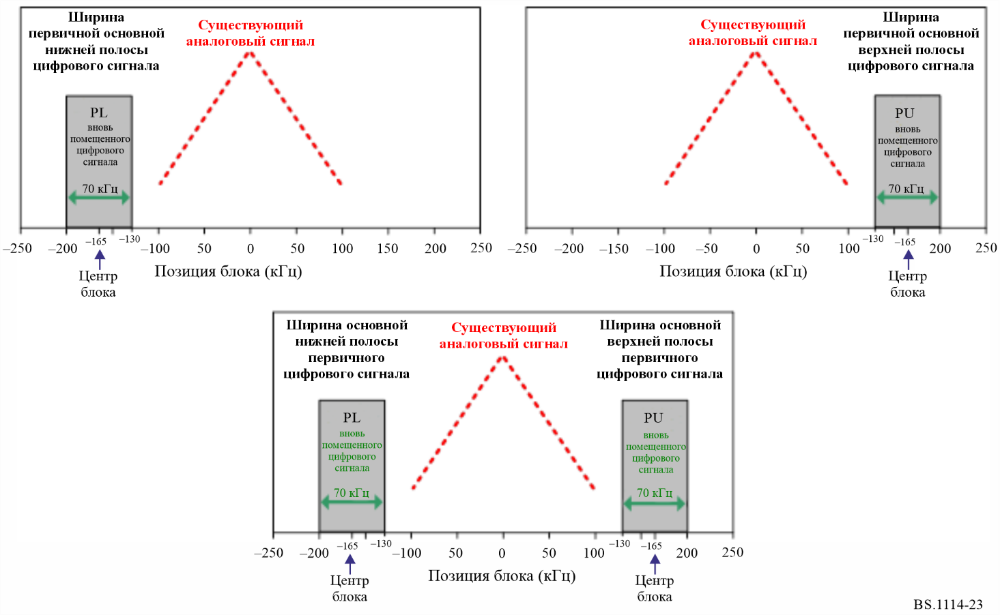 Ширина
первичной основной
нижней полосы
цифрового сигнала
Существующий
аналоговый сигнал
PL
вновь
помещенного
цифрового
сигнала
70 кГц
–250
–200
–165
–130
–100
–50
0
50
100
150
200
250
Позиция блока (кГц)
Центр
блока
Существующий
аналоговый сигнал
Ширина
первичной основной
верхней полосы
цифрового сигнала
PU
вновь
помещенного
цифрового
сигнала
70 кГц
–250
–200
–150
–100
–50
0
50
100
–130
–165
200
250
Позиция блока (кГц)
Центр
блока
Ширина основной
нижней полосы
первичного
цифрового сигнала
Существующий
аналоговый сигнал
Ширина основной
верхней полосы
первичного
цифрового сигнала
PL
вновь
помещенного
цифрового
сигнала
70 кГц
PU
вновь
помещенного
цифрового
сигнала
70 кГц
–250
–200
–165
–130
–100
50
0
50
100
–130
–165
200
250
Позиция блока (кГц)
Центр
блока
Центр
блока
BS.1114-23